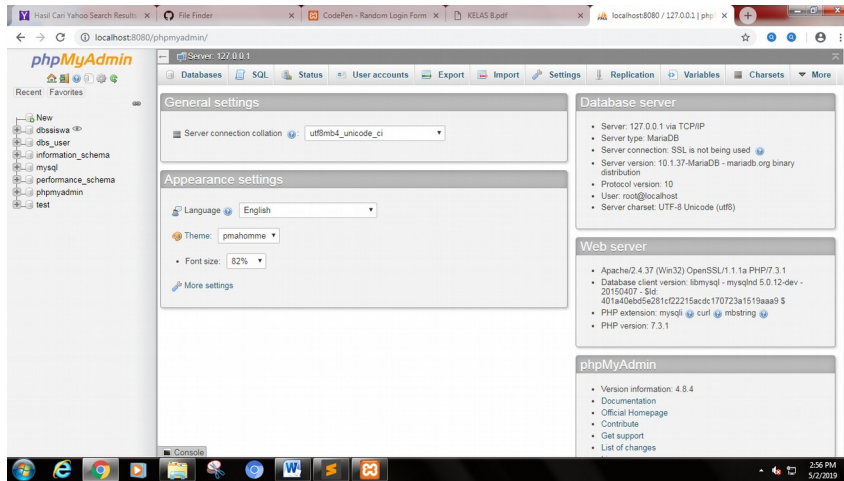 Hasil Cari Yahoo Search Results
File Finder
CodePen - Random Login Form
KELAS B.pdf
localhost:8080 / 127.0.0.1 | php
localhost:8080/phpmyadmin/
phpMyAdmin
Recent Favorites
New
dbssiswa
dbs_user
information_schema
mysql
performance_schema
phpmyadmin
test
Server: 127.0.0.1
Databases SQL Status User accounts Export Import Settings Replication Variables Charsets More
General settings
Server connection collation : utf8mb4_unicode_ci
Appearance settings
Language English
Theme: pmahomme
Font size: 82%
More settings
Database server
Server: 127.0.0.1 via TCP/IP
Server type: MariaDB
Server connection: SSL is not being used
Server version: 10.1.37-MariaDB - mariadb.org binary
distribution
Protocol version: 10
User: root@localhost
Server charset: UTF-8 Unicode (utf8)
Web server
Apache/2.4.37 (Win32) OpenSSL/1.1.1a PHP/7.3.1
Database client version: libmysql - mysqlnd 5.0.12-dev -
20150407 - $Id:
401a40ebd5e281cf22215acdc170723a1519aaa9 $
PHP extension: mysqli curl mbstring
PHP version: 7.3.1
phpMyAdmin
Version information: 4.8.4
Documentation
Official Homepage
Contribute
Get support
List of changes
Console
2:56 PM
5/2/2019